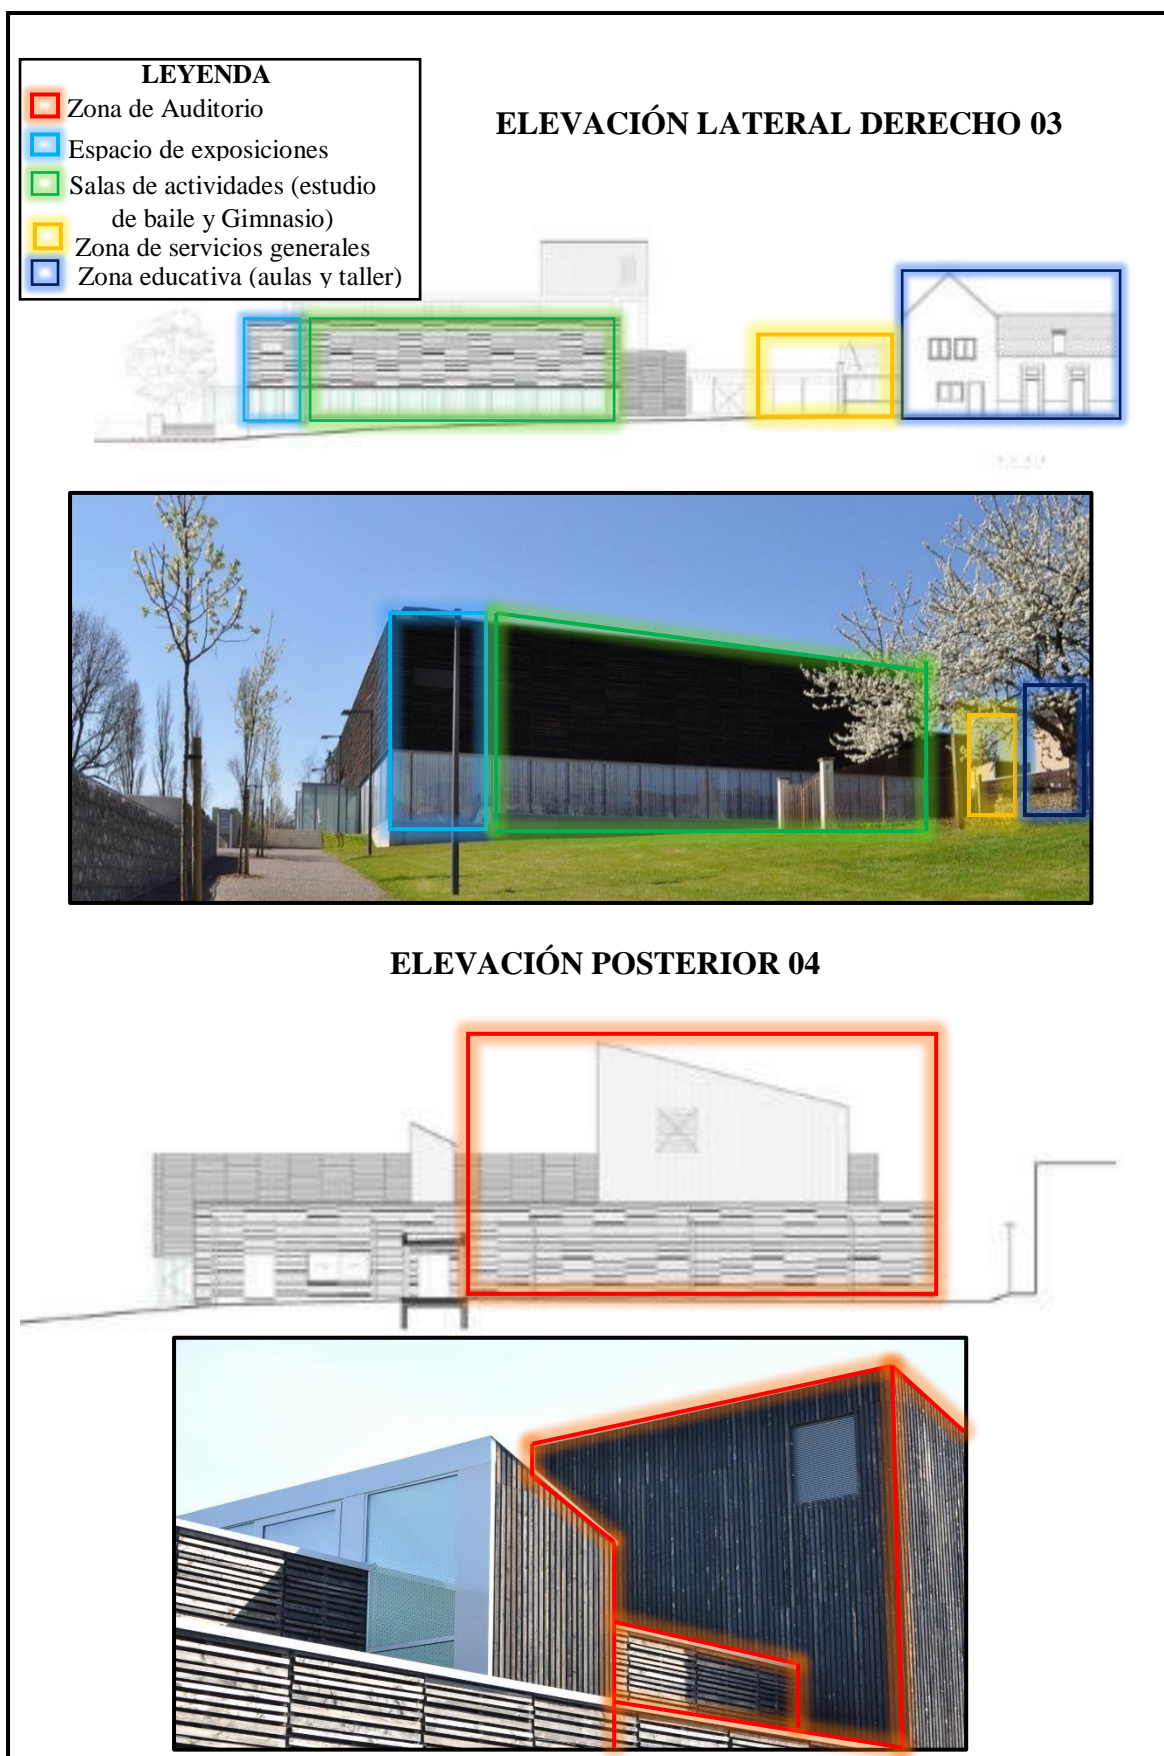 LEYENDA
Zona de Auditorio
Espacio de exposiciones
Salas de actividades (estudio
de baile y Gimnasio)
Zona de servicios generales
Zona educativa (aulas y taller)
ELEVACIÓN LATERAL DERECHO 03
ELEVACIÓN POSTERIOR 04